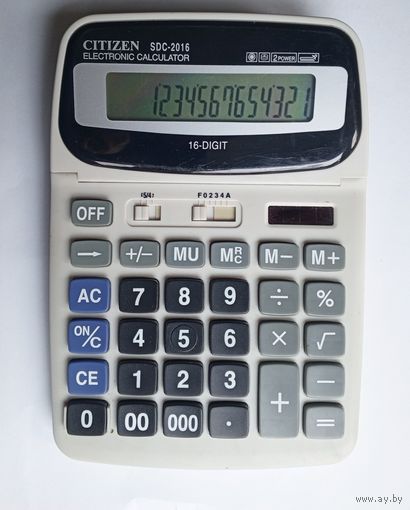 CITIZEN SDC-2016
ELECTRONIC CALCULATOR
2 POWER
1234567654321
16-DIGIT
5/4 F0234A
OFF
→ +/− MU MRC M− M+
AC 7 8 9 ÷ %
ON/C 4 5 6 × √
CE 1 2 3 + −
0 00 000 . =
www.ay.by